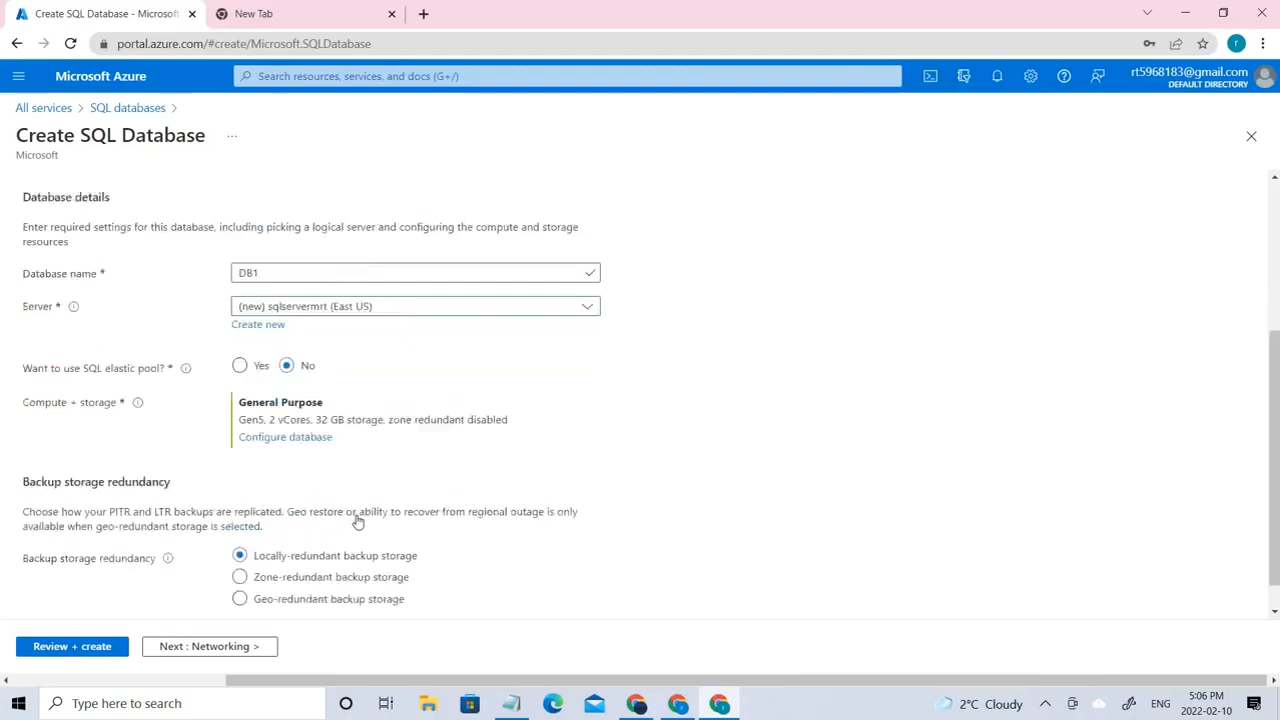 Create SQL Database - Microsoft
New Tab
portal.azure.com/#create/Microsoft.SQLDatabase
r
Microsoft Azure
Search resources, services, and docs (G+/)
rt5968183@gmail.com
DEFAULT DIRECTORY
All services > SQL databases >
Create SQL Database ...
Microsoft
Database details
Enter required settings for this database, including picking a logical server and configuring the compute and storage
resources
Database name *
DB1
Server *
(new) sqlservermrt (East US)
Create new
Want to use SQL elastic pool? *
Yes
No
Compute + storage *
General Purpose
Gen5, 2 vCores, 32 GB storage, zone redundant disabled
Configure database
Backup storage redundancy
Choose how your PITR and LTR backups are replicated. Geo restore or ability to recover from regional outage is only
available when geo-redundant storage is selected.
Backup storage redundancy
Locally-redundant backup storage
Zone-redundant backup storage
Geo-redundant backup storage
Review + create
Next : Networking >
Type here to search
2°C Cloudy
ENG
5:06 PM
2022-02-10